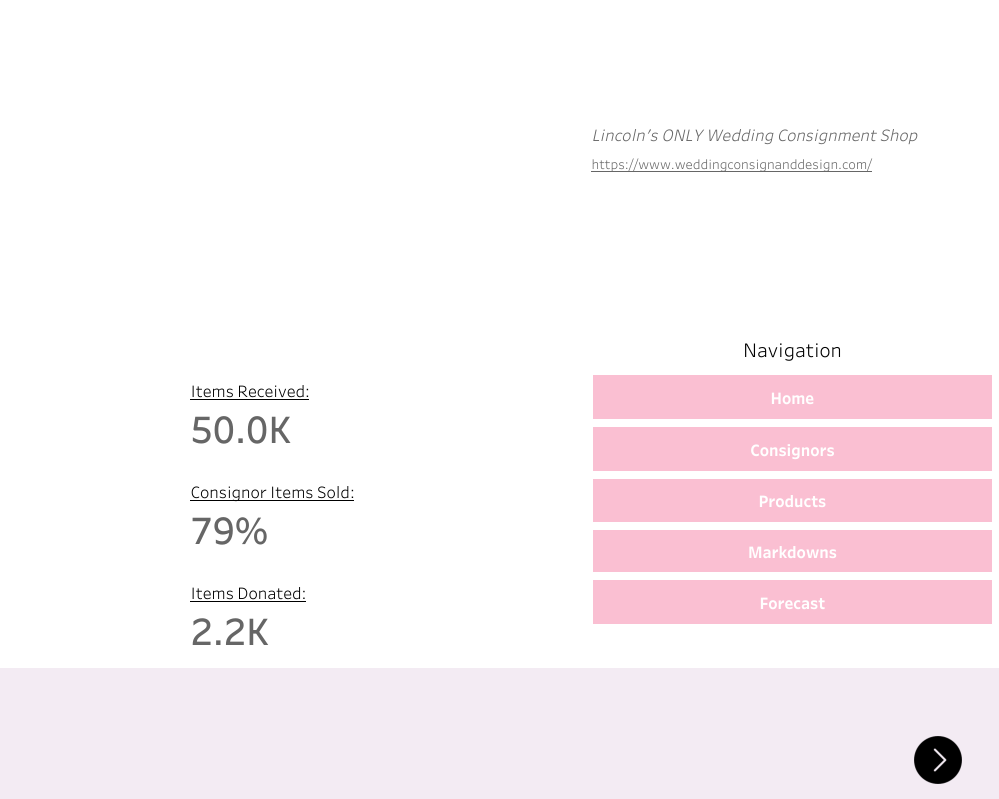 Lincoln's ONLY Wedding Consignment Shop
https://www.weddingconsignanddesign.com/
Items Received:
50.0K
Consignor Items Sold:
79%
Items Donated:
2.2K
Navigation
Home
Consignors
Products
Markdowns
Forecast